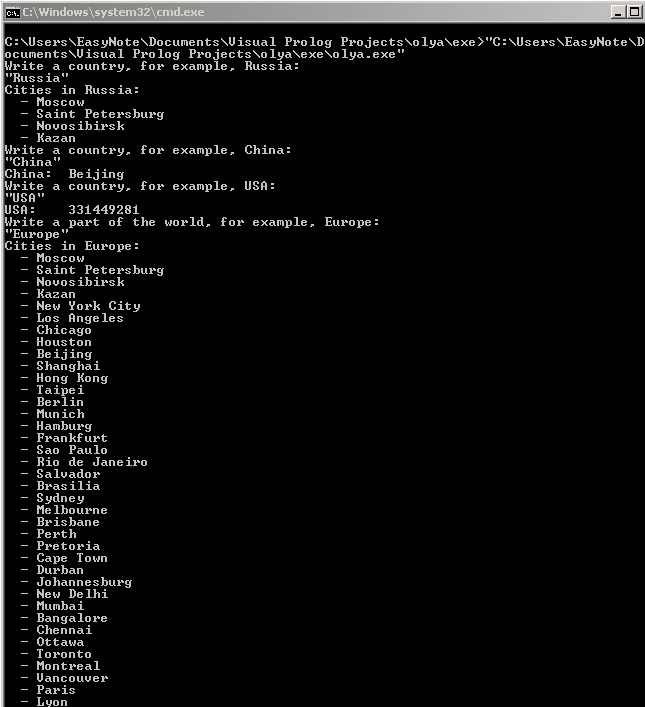 C:\Windows\system32\cmd.exe
C:\Users\EasyNote\Documents\Visual Prolog Projects\olya\exe>"C:\Users\EasyNote\D
ocuments\Visual Prolog Projects\olya\exe\olya.exe"
Write a country, for example, Russia:
"Russia"
Cities in Russia:
- Moscow
- Saint Petersburg
- Novosibirsk
- Kazan
Write a country, for example, China:
"China"
China: Beijing
Write a country, for example, USA:
"USA"
USA: 331449281
Write a part of the world, for example, Europe:
"Europe"
Cities in Europe:
- Moscow
- Saint Petersburg
- Novosibirsk
- Kazan
- New York City
- Los Angeles
- Chicago
- Houston
- Beijing
- Shanghai
- Hong Kong
- Taipei
- Berlin
- Munich
- Hamburg
- Frankfurt
- Sao Paulo
- Rio de Janeiro
- Salvador
- Brasilia
- Sydney
- Melbourne
- Brisbane
- Perth
- Pretoria
- Cape Town
- Durban
- Johannesburg
- New Delhi
- Mumbai
- Bangalore
- Chennai
- Ottawa
- Toronto
- Montreal
- Vancouver
- Paris
- Lyon